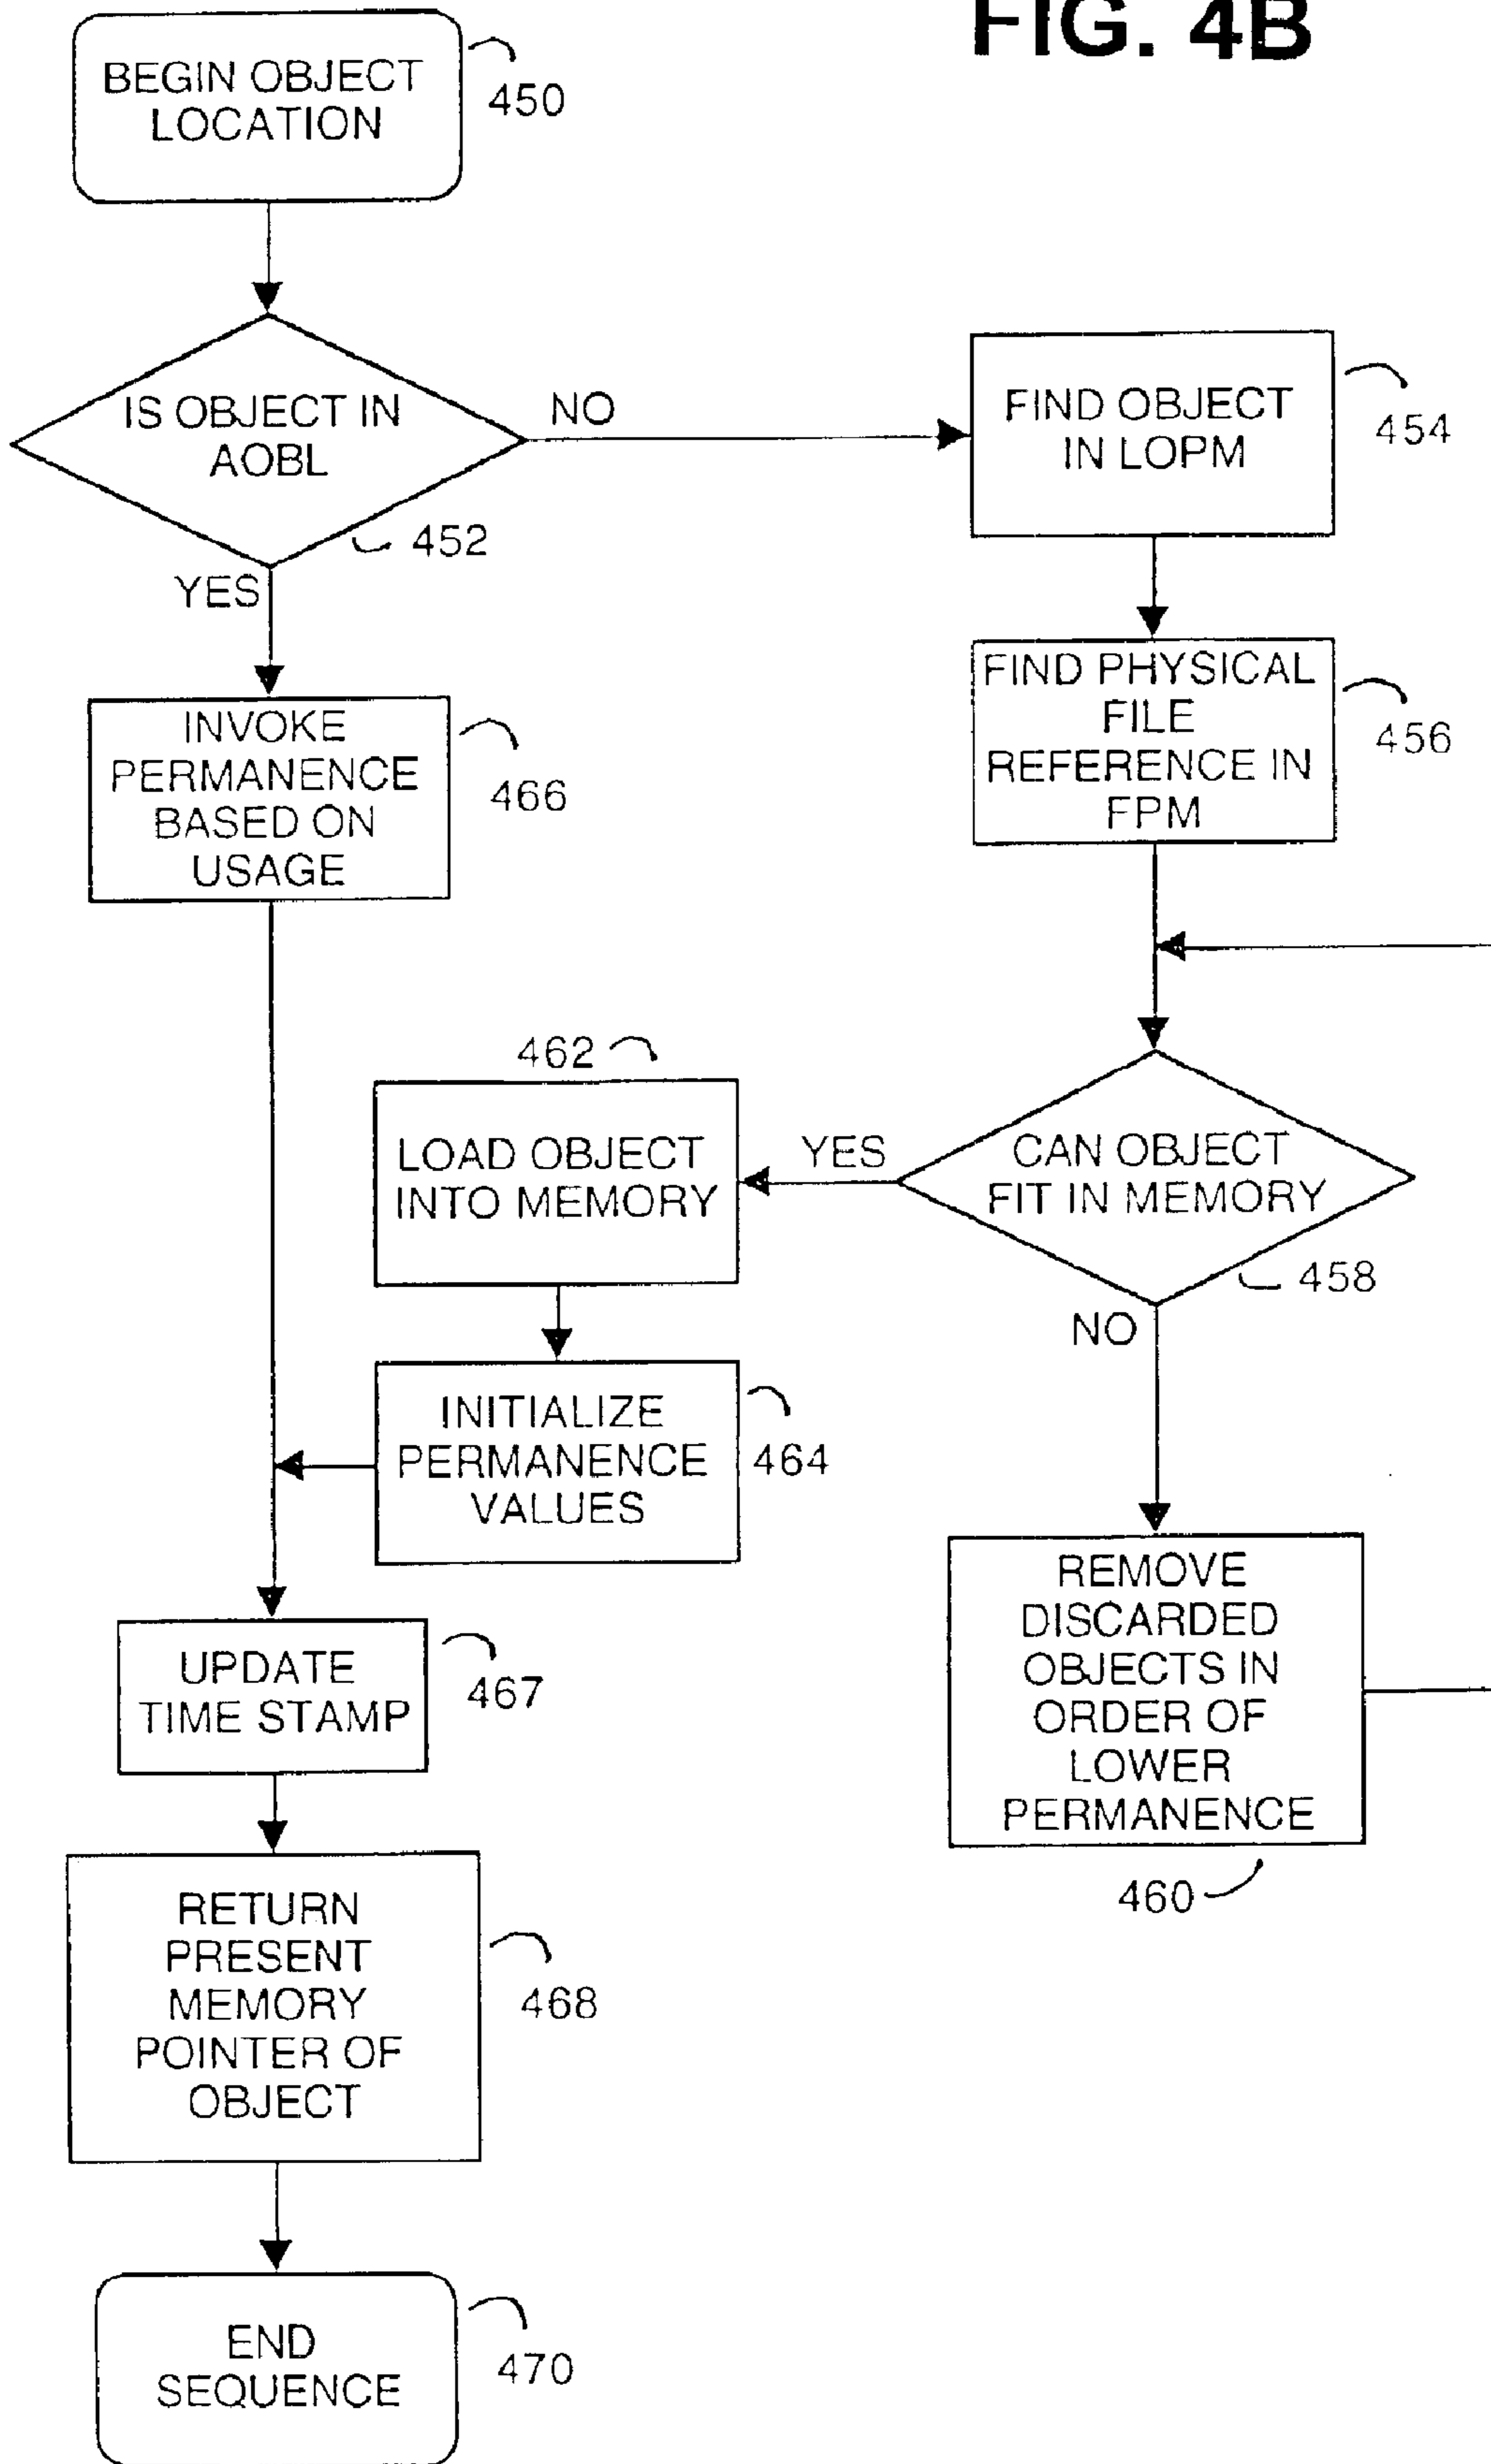 FIG. 4B
BEGIN OBJECT
LOCATION
450
IS OBJECT IN
AOBL
452
NO
YES
FIND OBJECT
IN LOPM
454
FIND PHYSICAL
FILE
REFERENCE IN
FPM
456
INVOKE
PERMANENCE
BASED ON
USAGE
466
462
LOAD OBJECT
INTO MEMORY
YES
CAN OBJECT
FIT IN MEMORY
458
NO
INITIALIZE
PERMANENCE
VALUES
464
REMOVE
DISCARDED
OBJECTS IN
ORDER OF
LOWER
PERMANENCE
460
UPDATE
TIME STAMP
467
RETURN
PRESENT
MEMORY
POINTER OF
OBJECT
468
END
SEQUENCE
470